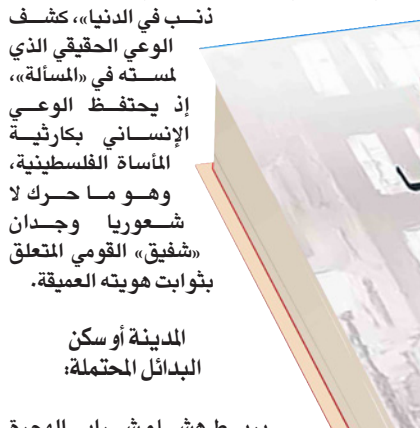 ذنب في الدنيا»، كشف
الوعي الحقيقي الذي
لمسته في «المسألة»،
إذ يحتفظ الوعي
الإنساني بكارثية
المأساة الفلسطينية،
وهو ما حرك لا
شعوريا وجدان
«شفيق» القومي المتعلق
بثوابت هويته العميقة.
المدينة أو سكن
البدائل المحتملة: